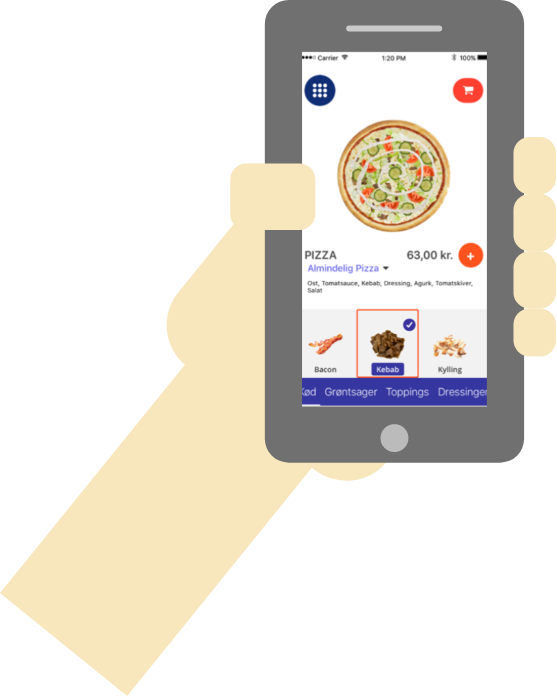 Carrier 1:20 PM 100%
PIZZA 63,00 kr. +
Almindelig Pizza
Ost, Tomatsauce, Kebab, Dressing, Agurk, Tomatskiver,
Salat
Bacon Kebab Kylling
Kød Grøntsager Toppings Dressinger